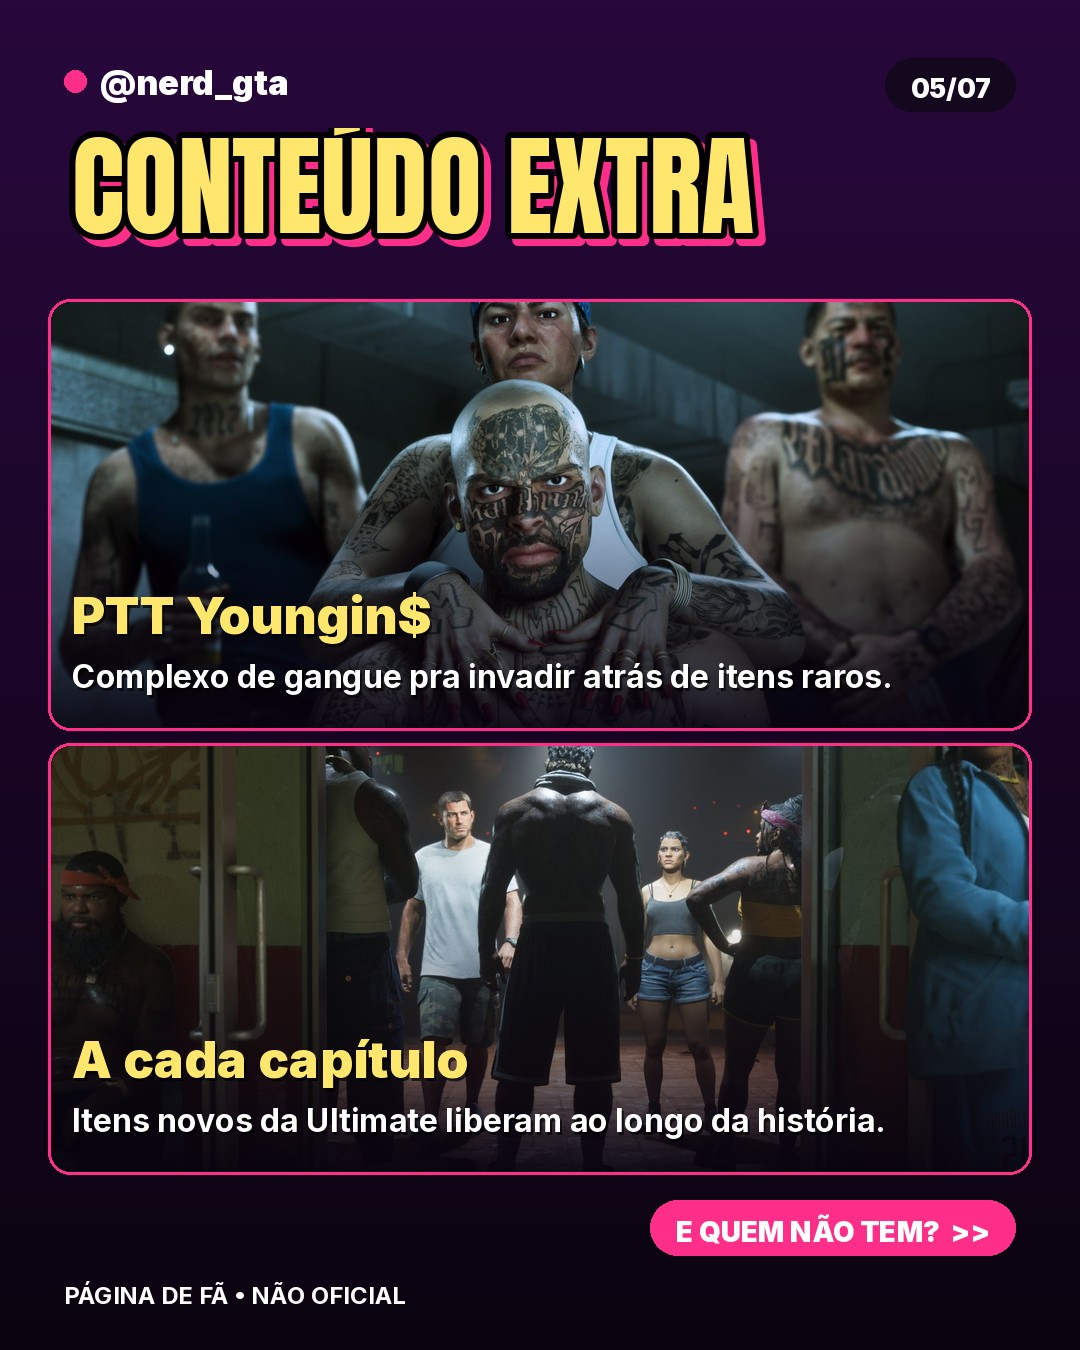 @nerd_gta
05/07
CONTEÚDO EXTRA
PTT Youngin$
Complexo de gangue pra invadir atrás de itens raros.
A cada capítulo
Itens novos da Ultimate liberam ao longo da história.
E QUEM NÃO TEM? >>
PÁGINA DE FÃ • NÃO OFICIAL